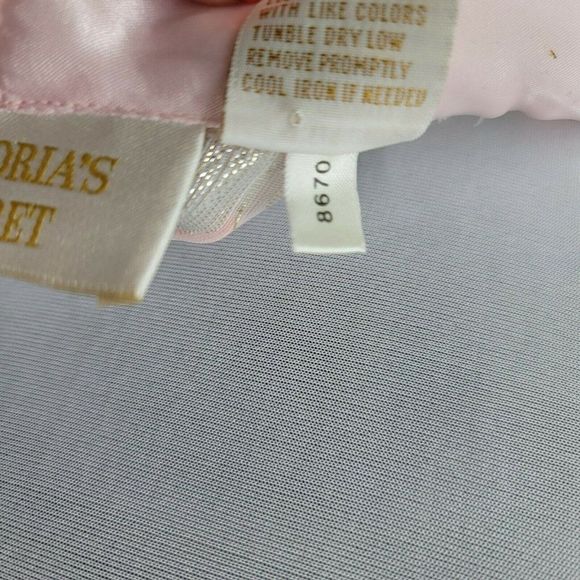 WITH LIKE COLORS
TUMBLE DRY LOW
REMOVE PROMPTLY
COOL IRON IF NEEDED
ORIA'S
RET
8670